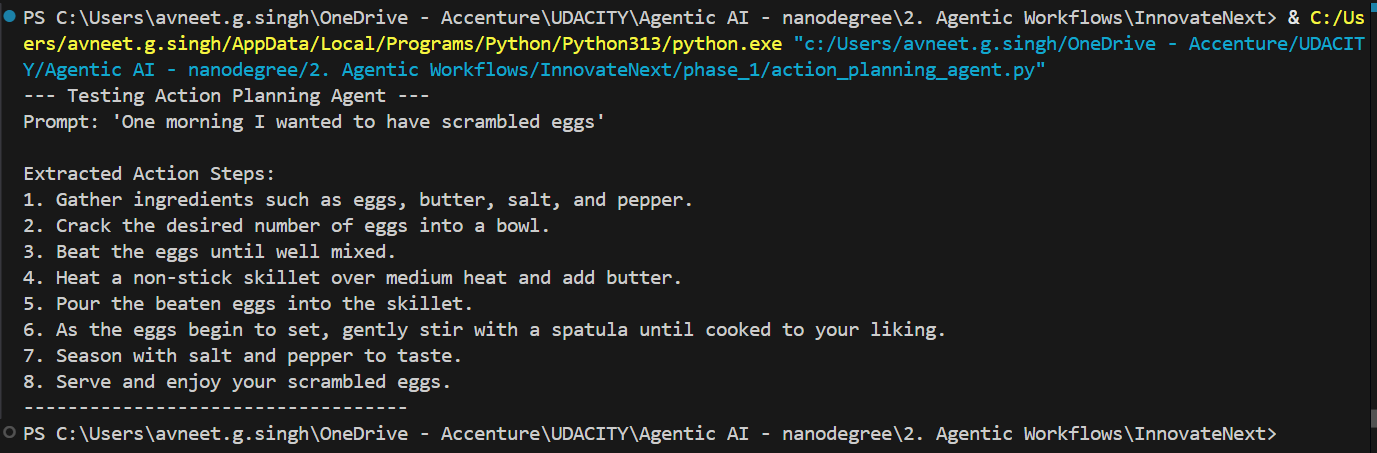 PS C:\Users\avneet.g.singh\OneDrive - Accenture\UDACITY\Agentic AI - nanodegree\2. Agentic Workflows\InnovateNext> & C:/Us
ers/avneet.g.singh/AppData/Local/Programs/Python/Python313/python.exe "c:/Users/avneet.g.singh/OneDrive - Accenture/UDACIT
Y/Agentic AI - nanodegree/2. Agentic Workflows/InnovateNext/phase_1/action_planning_agent.py"
--- Testing Action Planning Agent ---
Prompt: 'One morning I wanted to have scrambled eggs'
Extracted Action Steps:
1. Gather ingredients such as eggs, butter, salt, and pepper.
2. Crack the desired number of eggs into a bowl.
3. Beat the eggs until well mixed.
4. Heat a non-stick skillet over medium heat and add butter.
5. Pour the beaten eggs into the skillet.
6. As the eggs begin to set, gently stir with a spatula until cooked to your liking.
7. Season with salt and pepper to taste.
8. Serve and enjoy your scrambled eggs.
-----------------------------------
PS C:\Users\avneet.g.singh\OneDrive - Accenture\UDACITY\Agentic AI - nanodegree\2. Agentic Workflows\InnovateNext>